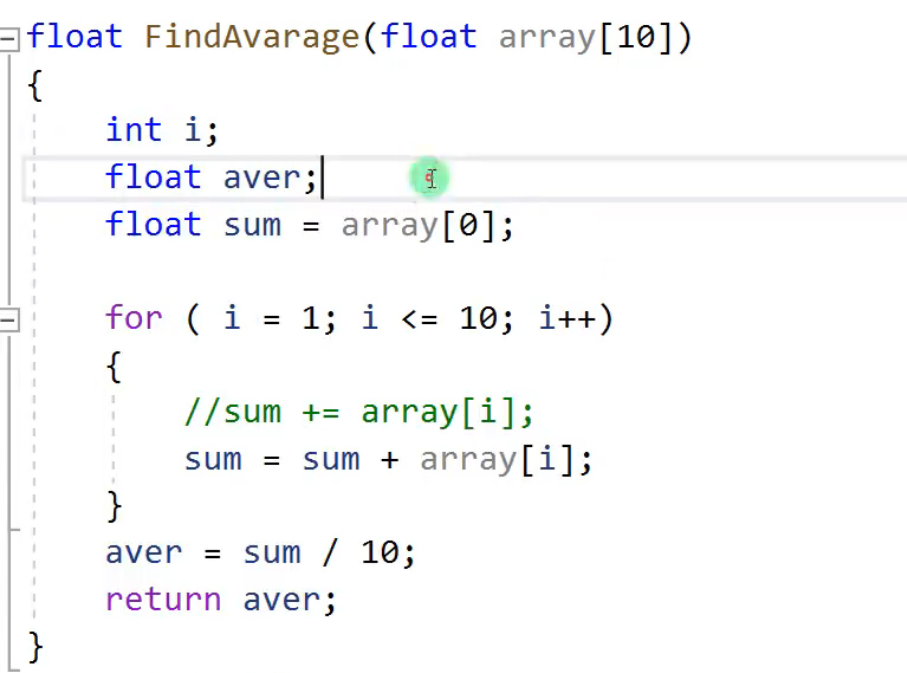 float FindAvarage(float array[10])
{
int i;
float aver;
float sum = array[0];
for ( i = 1; i <= 10; i++)
{
//sum += array[i];
sum = sum + array[i];
}
aver = sum / 10;
return aver;
}